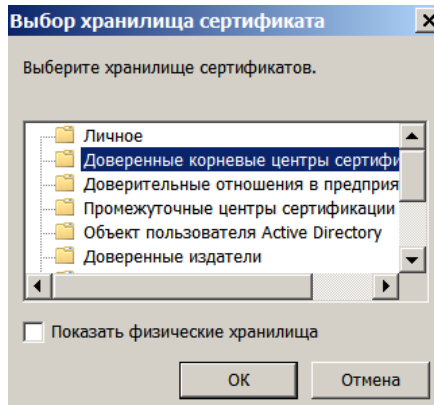 Выбор хранилища сертификата
Выберите хранилище сертификатов.
Личное
Доверенные корневые центры сертифи
Доверительные отношения в предприя
Промежуточные центры сертификации
Объект пользователя Active Directory
Доверенные издатели
Показать физические хранилища
ОК
Отмена